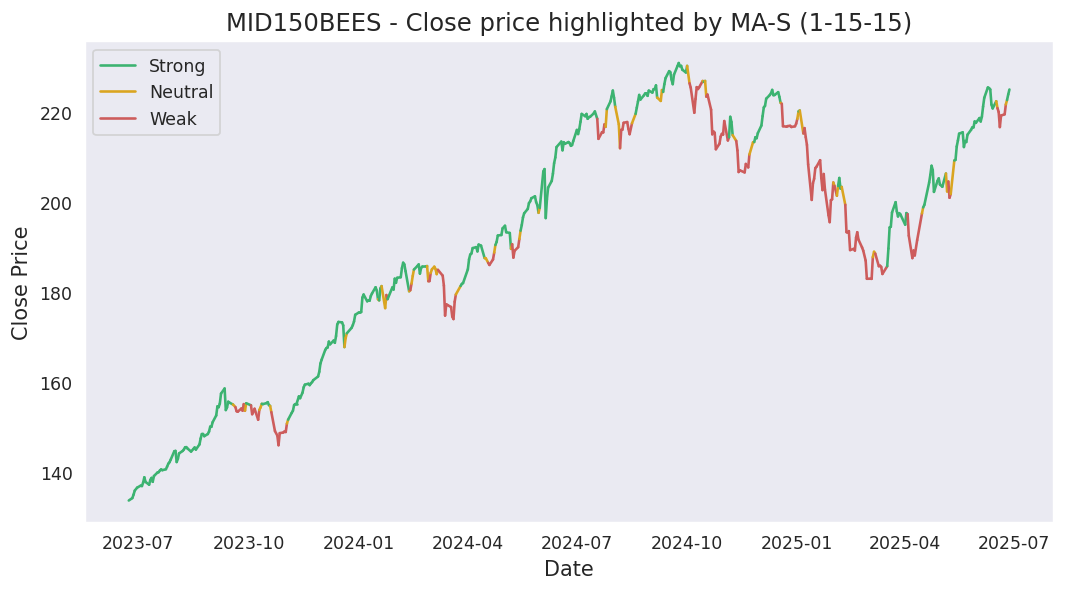 MID150BEES - Close price highlighted by MA-S (1-15-15)
Strong
Neutral
Weak
Close Price
220
200
180
160
140
2023-07 2023-10 2024-01 2024-04 2024-07 2024-10 2025-01 2025-04 2025-07
Date